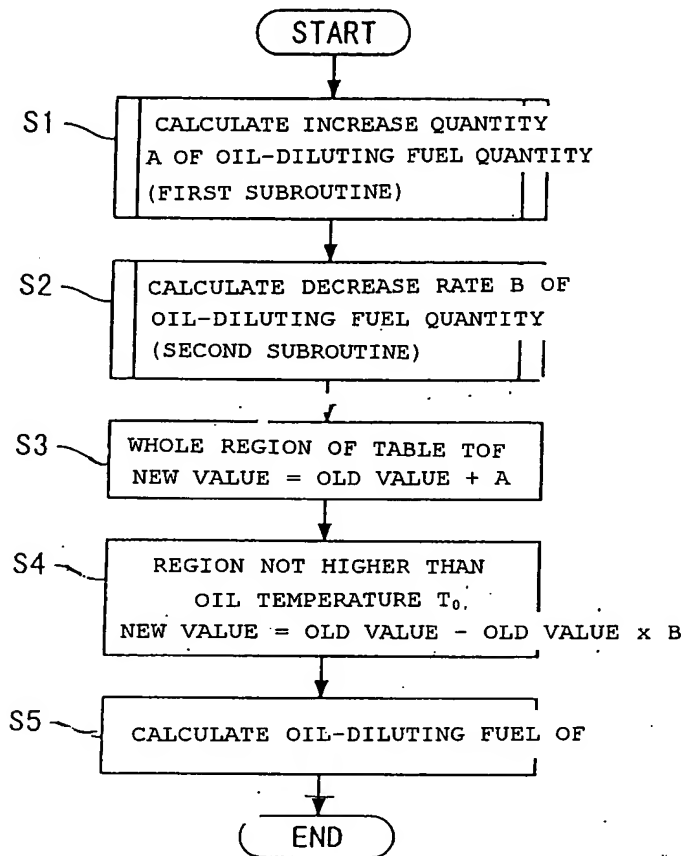 START
S1
CALCULATE INCREASE QUANTITY
A OF OIL-DILUTING FUEL QUANTITY
(FIRST SUBROUTINE)
S2
CALCULATE DECREASE RATE B OF
OIL-DILUTING FUEL QUANTITY
(SECOND SUBROUTINE)
S3
WHOLE REGION OF TABLE TOF
NEW VALUE = OLD VALUE + A
S4
REGION NOT HIGHER THAN
OIL TEMPERATURE T₀,
NEW VALUE = OLD VALUE - OLD VALUE x B
S5
CALCULATE OIL-DILUTING FUEL OF
END